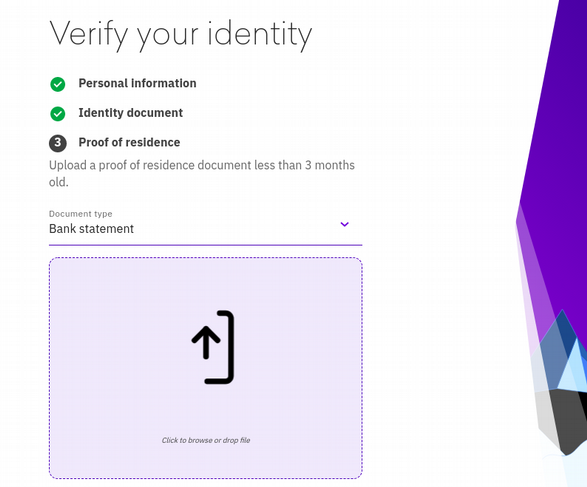 Verify your identity
Personal information
Identity document
3 Proof of residence
Upload a proof of residence document less than 3 months
old.
Document type
Bank statement
Click to browse or drop file